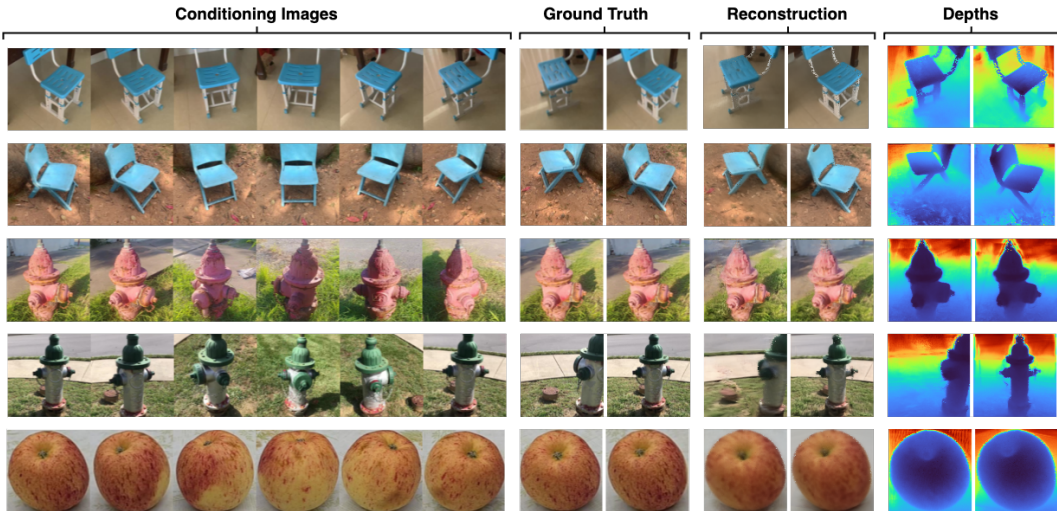 Conditioning Images
Ground Truth
Reconstruction
Depths